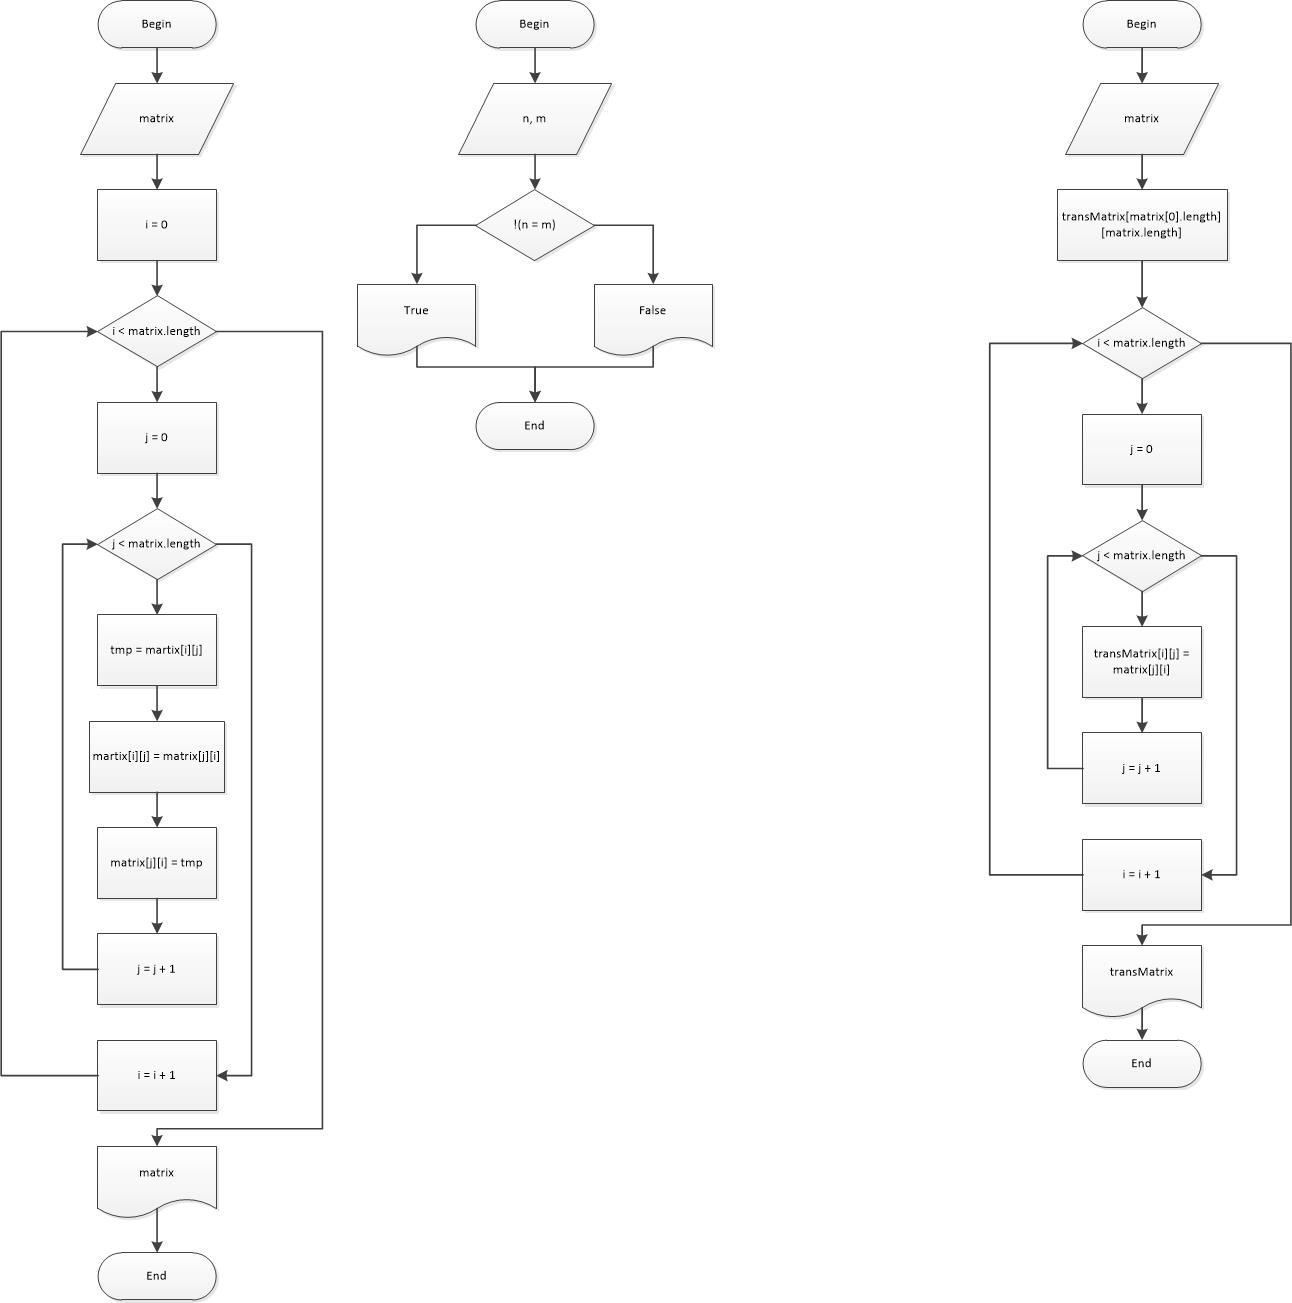 Begin
matrix
i = 0
i < matrix.length
j = 0
j < matrix.length
tmp = martix[i][j]
martix[i][j] = matrix[j][i]
matrix[j][i] = tmp
j = j + 1
i = i + 1
matrix
End
Begin
n, m
!(n = m)
True
False
End
Begin
matrix
transMatrix[matrix[0].length]
[matrix.length]
i < matrix.length
j = 0
j < matrix.length
transMatrix[i][j] =
matrix[j][i]
j = j + 1
i = i + 1
transMatrix
End